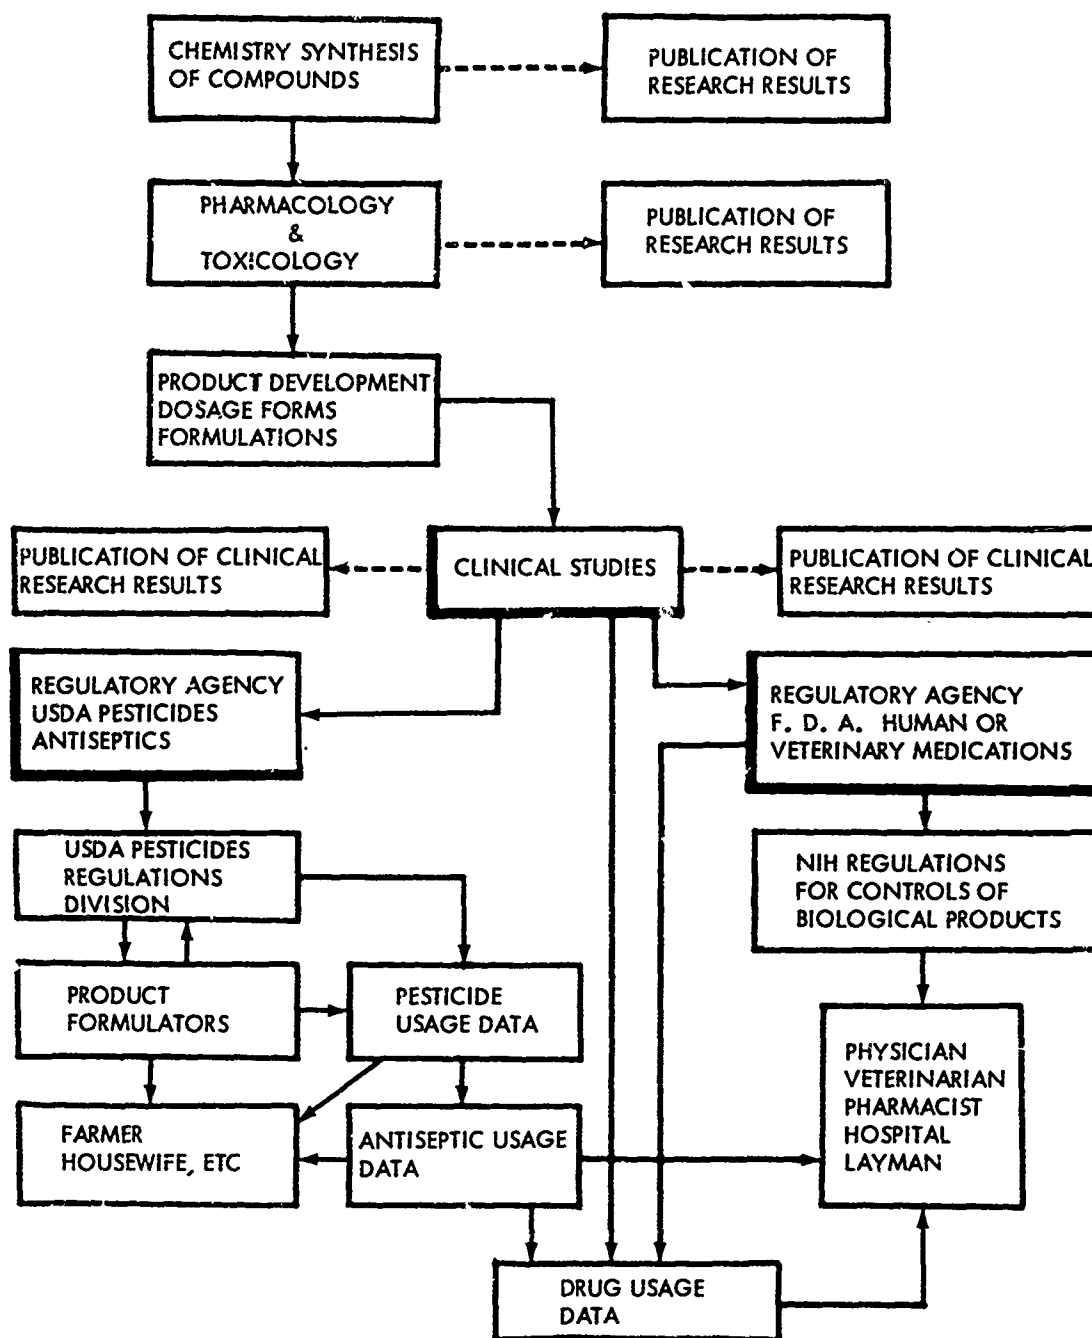 CHEMISTRY SYNTHESIS
OF COMPOUNDS
PUBLICATION OF
RESEARCH RESULTS
PHARMACOLOGY
&
TOXICOLOGY
PUBLICATION OF
RESEARCH RESULTS
PRODUCT DEVELOPMENT
DOSAGE FORMS
FORMULATIONS
PUBLICATION OF CLINICAL
RESEARCH RESULTS
CLINICAL STUDIES
PUBLICATION OF CLINICAL
RESEARCH RESULTS
REGULATORY AGENCY
USDA PESTICIDES
ANTISEPTICS
REGULATORY AGENCY
F. D. A. HUMAN OR
VETERINARY MEDICATIONS
USDA PESTICIDES
REGULATIONS
DIVISION
NIH REGULATIONS
FOR CONTROLS OF
BIOLOGICAL PRODUCTS
PRODUCT
FORMULATORS
PESTICIDE
USAGE DATA
PHYSICIAN
VETERINARIAN
PHARMACIST
HOSPITAL
LAYMAN
FARMER
HOUSEWIFE, ETC
ANTISEPTIC USAGE
DATA
DRUG USAGE
DATA